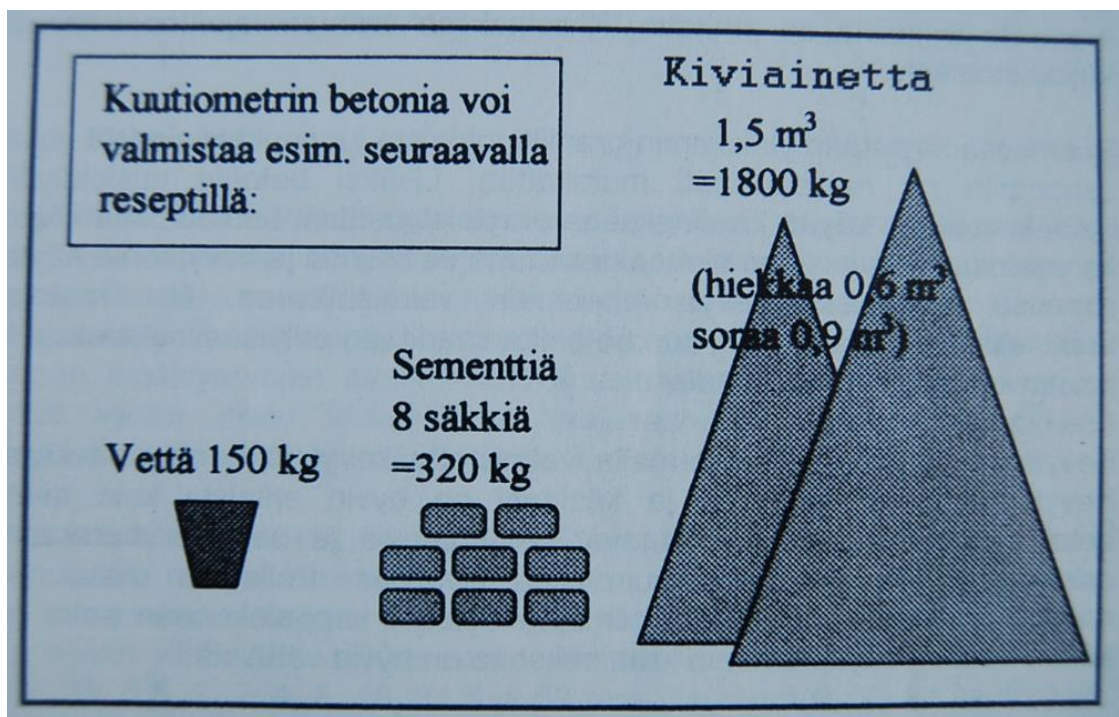 Kuutiometrin betonia voi
valmistaa esim. seuraavalla
reseptillä:
Kiviainetta
1,5 m³
=1800 kg
(hiekkaa 0,6 m³
soraa 0,9 m³)
Sementtiä
8 säkkiä
=320 kg
Vettä 150 kg